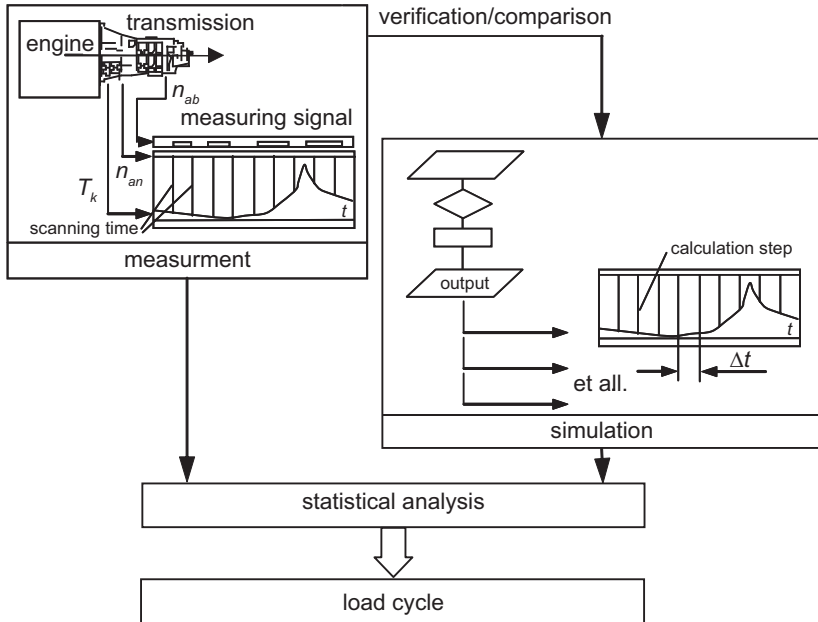 transmission
verification/comparison
engine
n_ab
measuring signal
n_an
T_k
t
scanning time
measurment
calculation step
output
t
Δt
et all.
simulation
statistical analysis
load cycle